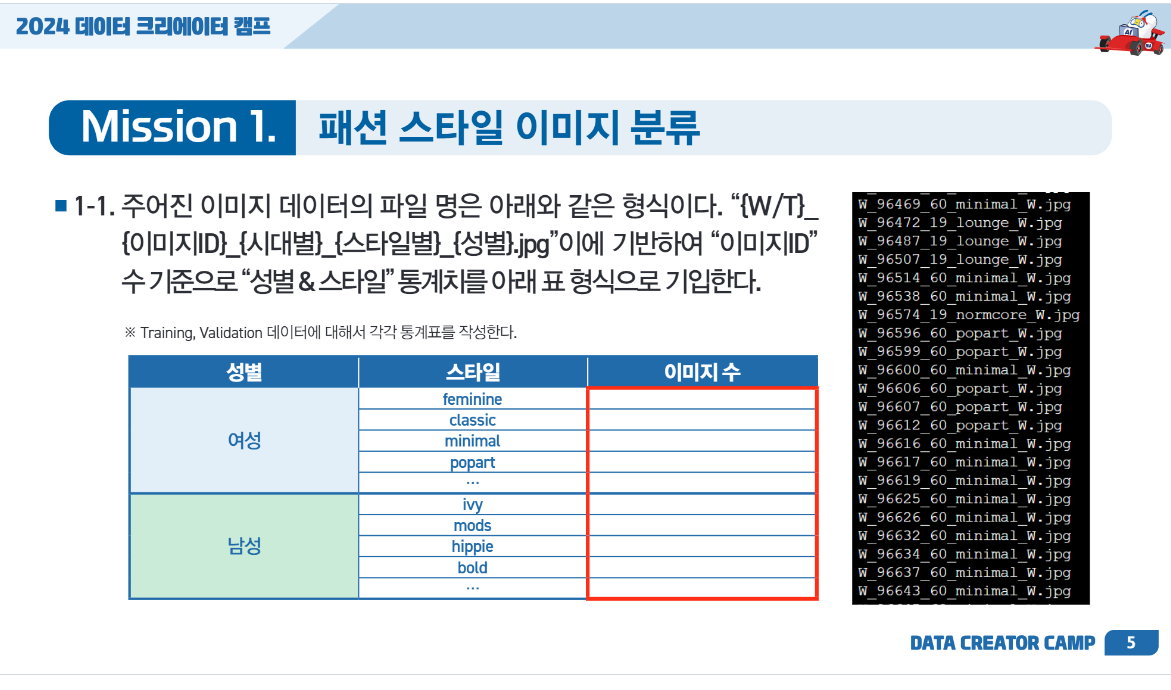 2024 데이터 크리에이터 캠프
AI
Mission 1. 패션 스타일 이미지 분류
■ 1-1. 주어진 이미지 데이터의 파일 명은 아래와 같은 형식이다. “{W/T}_
{이미지ID}_{시대별}_{스타일별}_{성별}.jpg”이에 기반하여 “이미지ID”
수 기준으로 “성별 & 스타일” 통계치를 아래 표 형식으로 기입한다.
※ Training, Validation 데이터에 대해서 각각 통계표를 작성한다.
성별 스타일 이미지 수
여성
feminine
classic
minimal
popart
...
남성
ivy
mods
hippie
bold
...
W_96469_60_minimal_W.jpg
W_96472_19_lounge_W.jpg
W_96487_19_lounge_W.jpg
W_96507_19_lounge_W.jpg
W_96514_60_minimal_W.jpg
W_96538_60_minimal_W.jpg
W_96574_19_normcore_W.jpg
W_96596_60_popart_W.jpg
W_96599_60_popart_W.jpg
W_96600_60_minimal_W.jpg
W_96606_60_popart_W.jpg
W_96607_60_popart_W.jpg
W_96612_60_popart_W.jpg
W_96616_60_minimal_W.jpg
W_96617_60_minimal_W.jpg
W_96619_60_minimal_W.jpg
W_96625_60_minimal_W.jpg
W_96626_60_minimal_W.jpg
W_96632_60_minimal_W.jpg
W_96634_60_minimal_W.jpg
W_96637_60_minimal_W.jpg
W_96643_60_minimal_W.jpg
DATA CREATOR CAMP 5